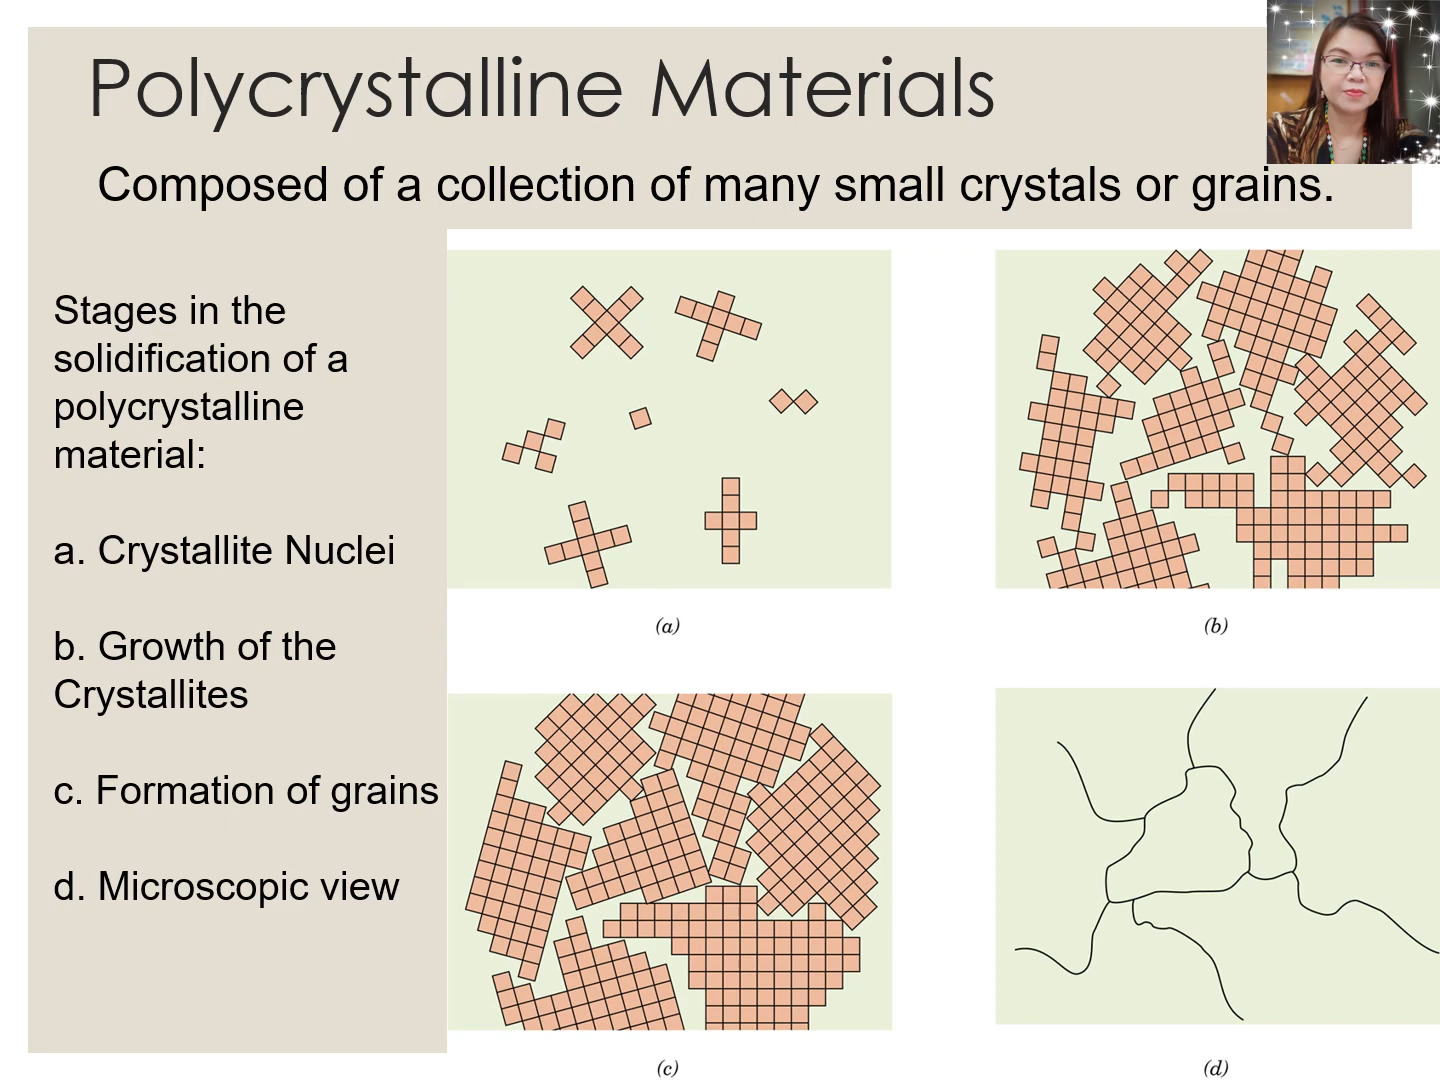 Polycrystalline Materials
Composed of a collection of many small crystals or grains.
Stages in the
solidification of a
polycrystalline
material:
a. Crystallite Nuclei
b. Growth of the
Crystallites
c. Formation of grains
d. Microscopic view
(a)
(b)
(c)
(d)